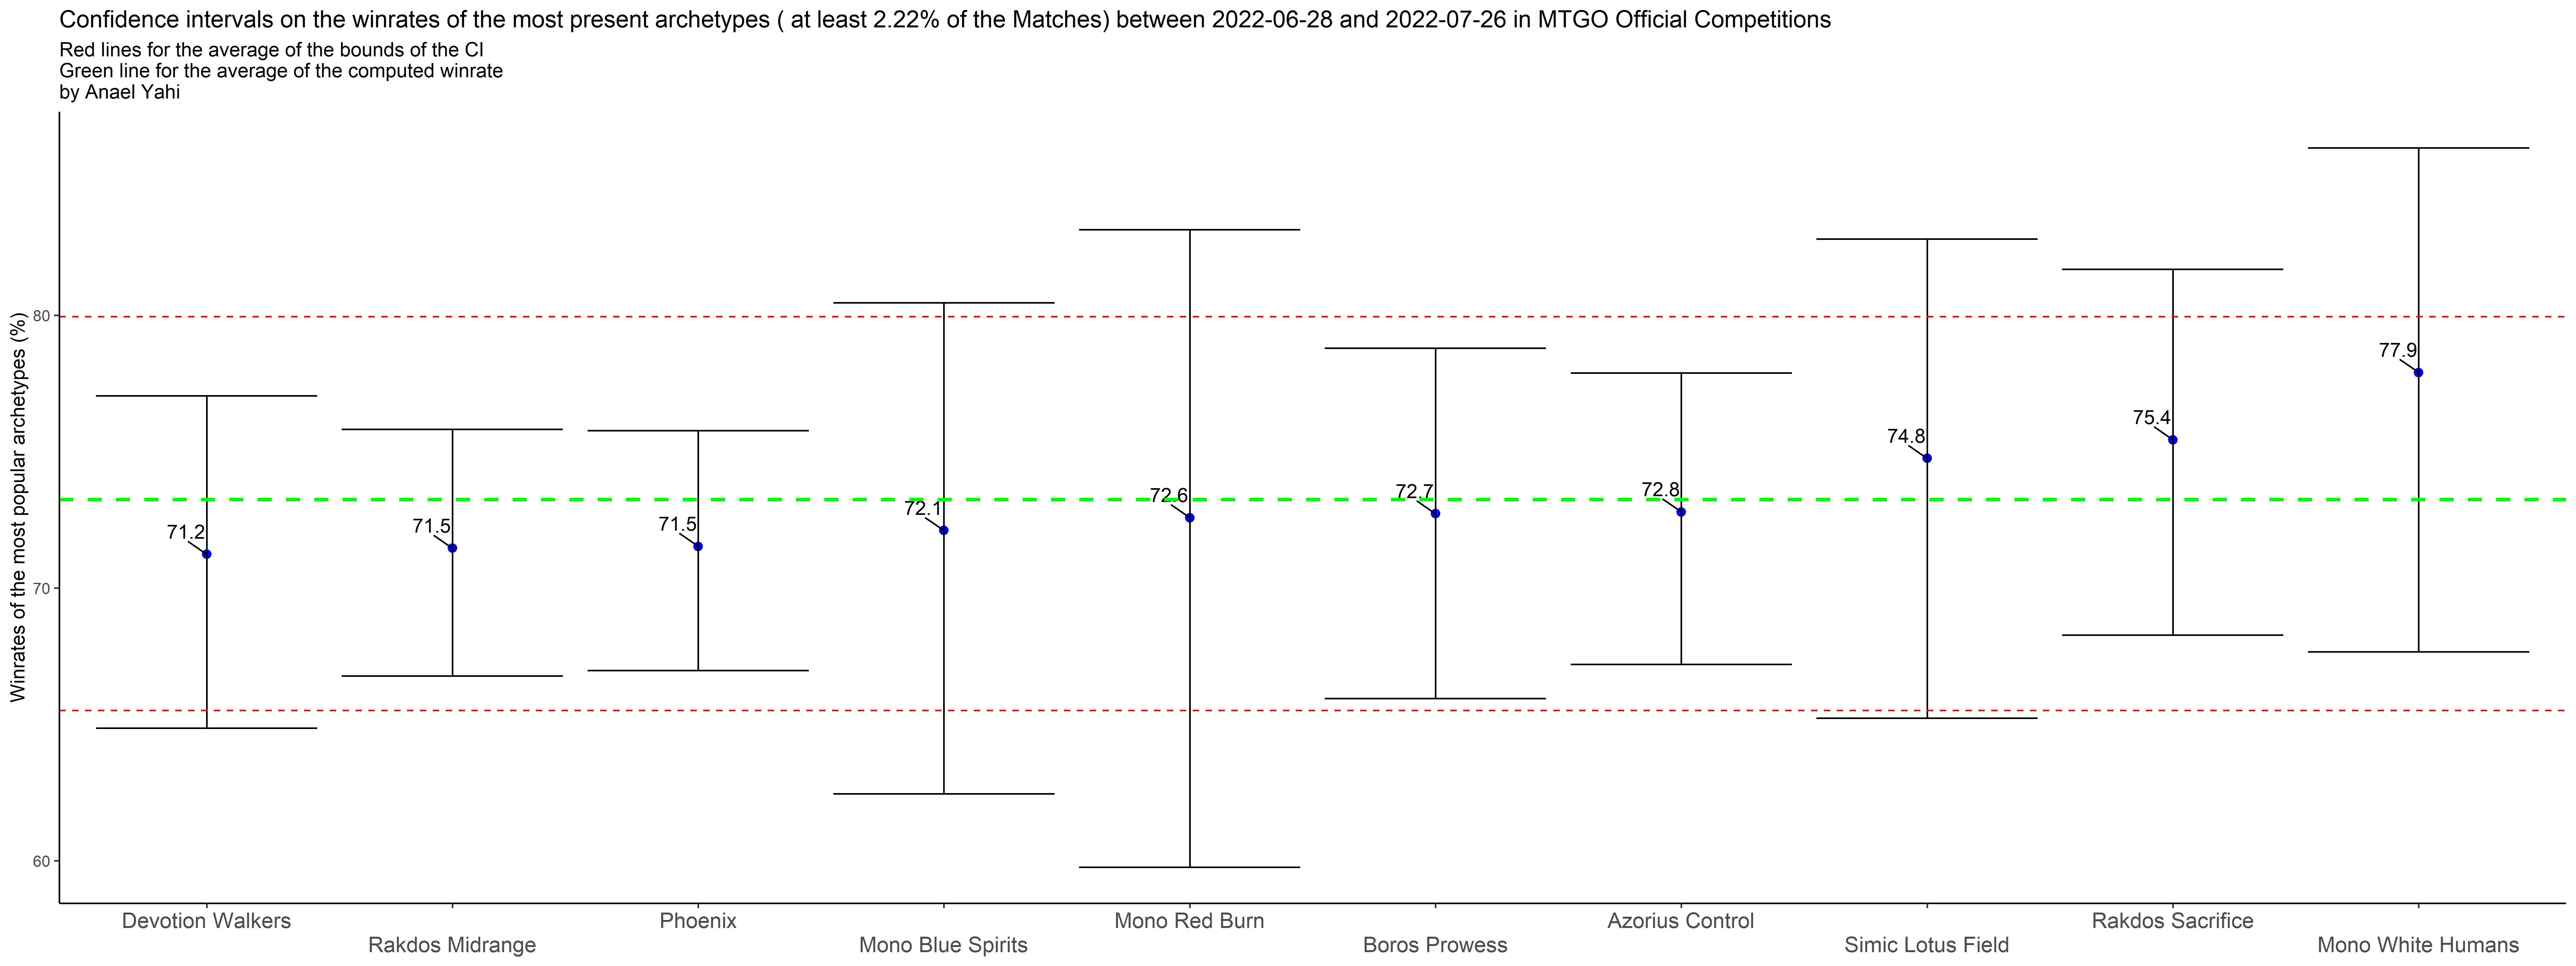 Confidence intervals on the winrates of the most present archetypes ( at least 2.22% of the Matches) between 2022-06-28 and 2022-07-26 in MTGO Official Competitions
Red lines for the average of the bounds of the CI
Green line for the average of the computed winrate
by Anael Yahi
Winrates of the most popular archetypes (%)
80
70
60
71.2
71.5
71.5
72.1
72.6
72.7
72.8
74.8
75.4
77.9
Devotion Walkers
Rakdos Midrange
Phoenix
Mono Blue Spirits
Mono Red Burn
Boros Prowess
Azorius Control
Simic Lotus Field
Rakdos Sacrifice
Mono White Humans